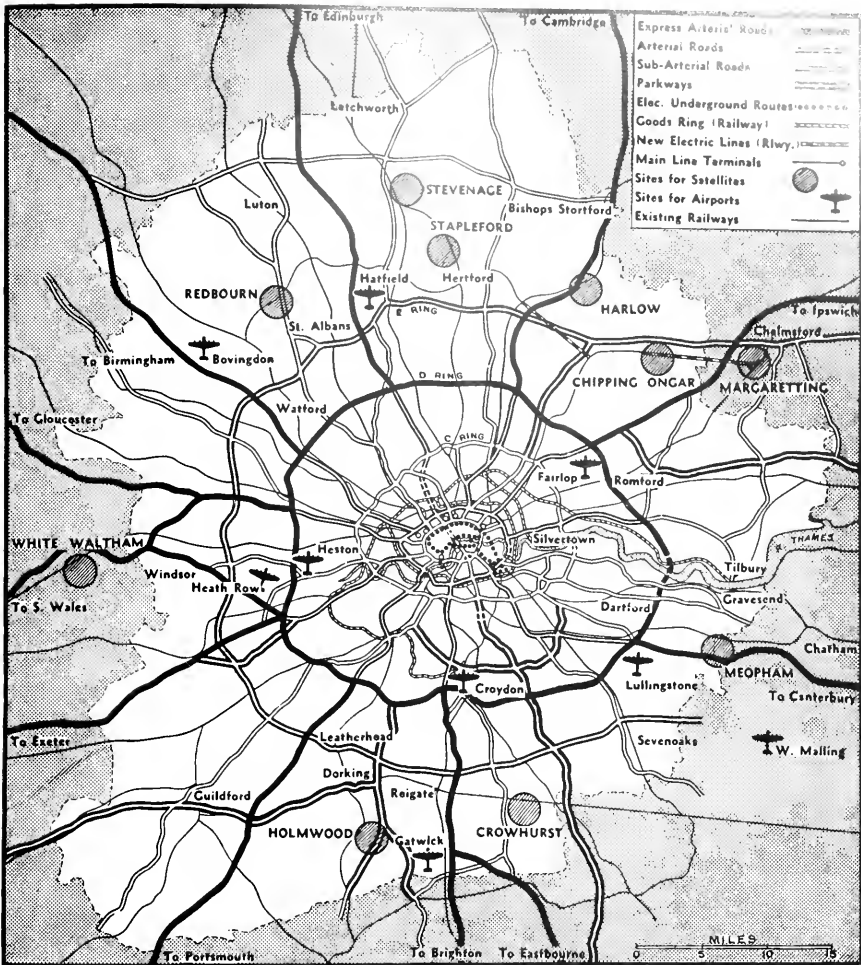 To Edinburgh
To Cambridge
Express Arterial Roads
Arterial Roads
Sub-Arterial Roads
Parkways
Elec. Underground Routes
Goods Ring (Railway)
New Electric Lines (Rlwy.)
Main Line Terminals
Sites for Satellites
Sites for Airports
Existing Railways
Letchworth
STEVENAGE
Luton
Bishops Stortford
STAPLEFORD
Hatfield
Hertford
REDBOURN
HARLOW
E RING
To Ipswich
St. Albans
Chelmsford
To Birmingham
Bovingdon
D RING
CHIPPING ONGAR
MARGARETTING
Watford
To Gloucester
C RING
Fairlop
Romford
WHITE WALTHAM
Heston
Silvertown
R. THAMES
Windsor
Heath Row
Tilbury
To S. Wales
Dartford
Gravesend
Chatham
MEOPHAM
Croydon
Lullingstone
To Canterbury
To Exeter
Leatherhead
Sevenoaks
W. Malling
Dorking
Guildford
Reigate
HOLMWOOD
CROWHURST
Gatwick
MILES
0 5 10 15
To Portsmouth
To Brighton
To Eastbourne